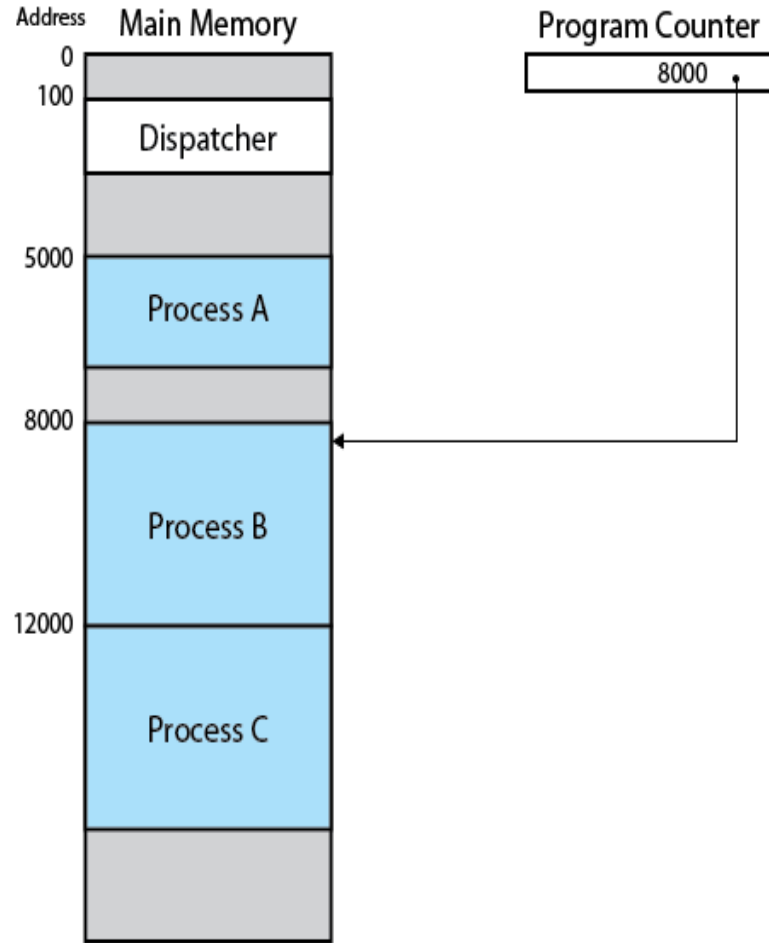 Address
Main Memory
Program Counter
0
8000
100
Dispatcher
5000
Process A
8000
Process B
12000
Process C